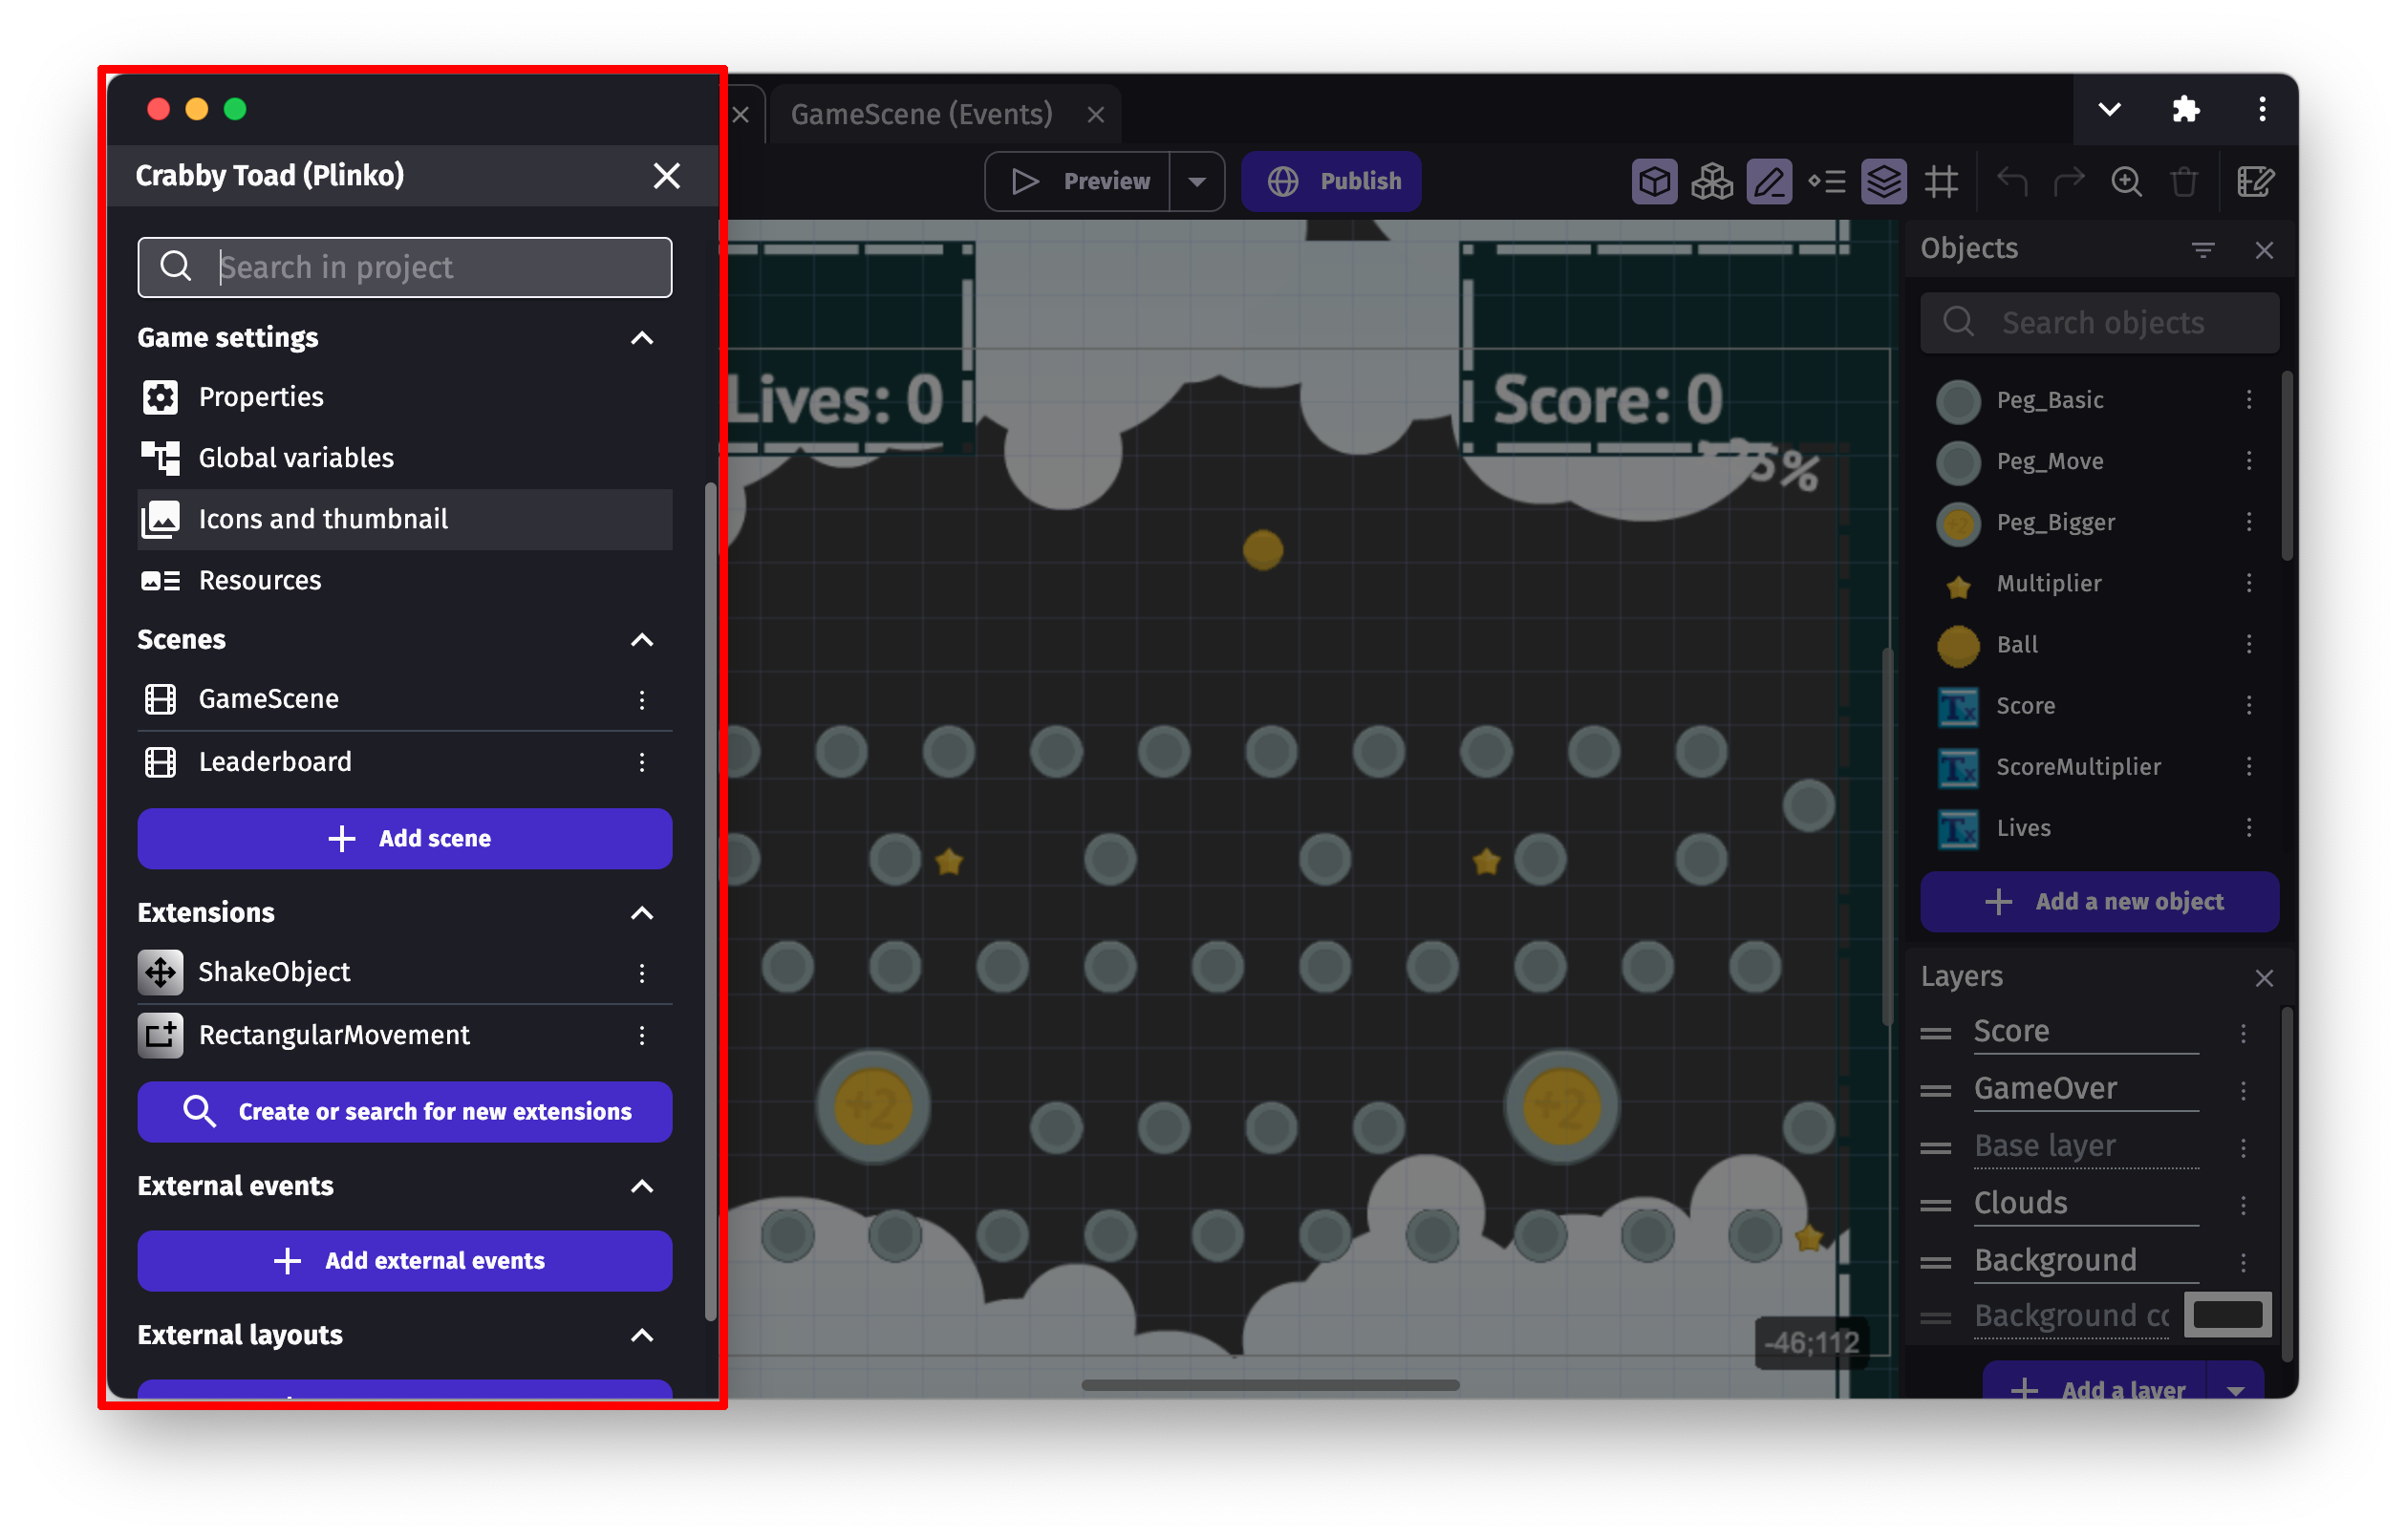 Crabby Toad (Plinko)
Search in project
Game settings
Properties
Global variables
Icons and thumbnail
Resources
Scenes
GameScene
Leaderboard
Add scene
Extensions
ShakeObject
RectangularMovement
Create or search for new extensions
External events
Add external events
External layouts
GameScene (Events)
Preview
Publish
Lives: 0
Score: 0
+2
+2
-46;112
Objects
Search objects
Peg_Basic
Peg_Move
Peg_Bigger
Multiplier
Ball
Score
ScoreMultiplier
Lives
Add a new object
Layers
Score
GameOver
Base layer
Clouds
Background
Background cc
Add a layer